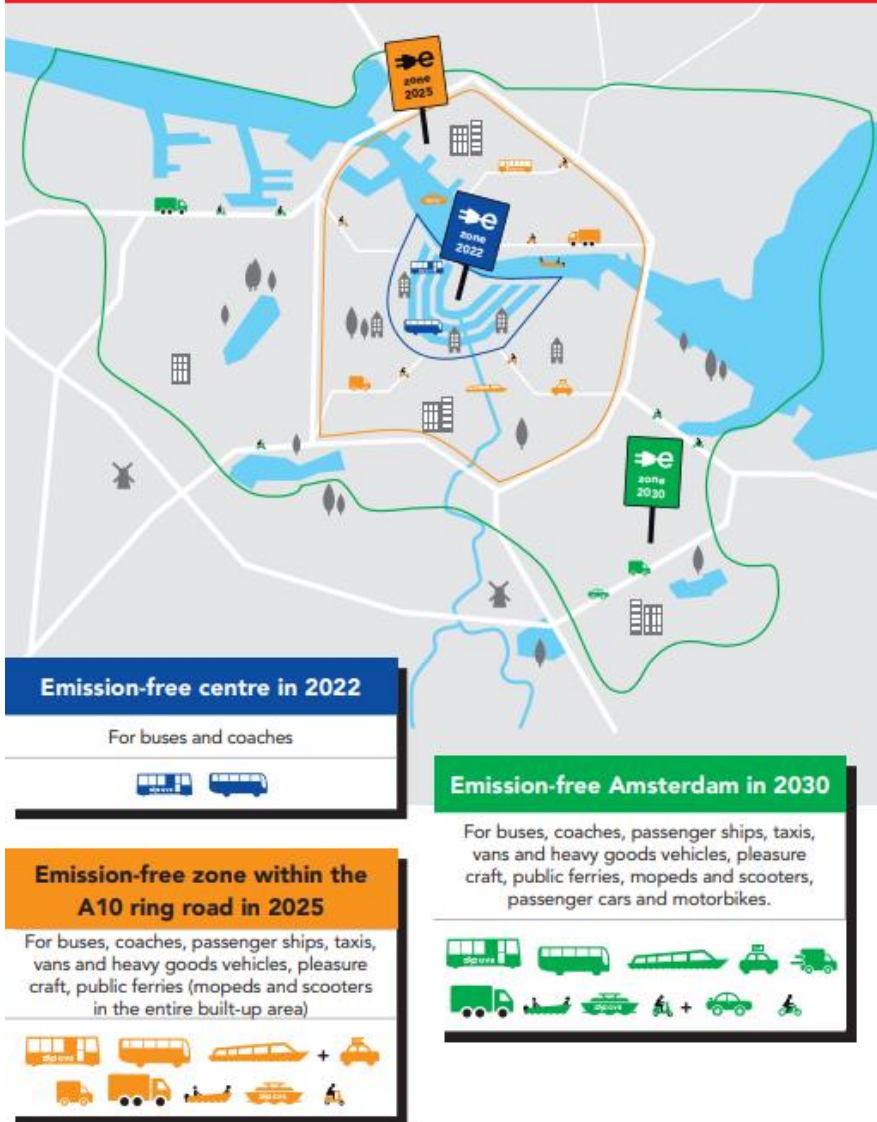 e
zone
2025
e
zone
2022
e
zone
2030
Emission-free centre in 2022
For buses and coaches
Emission-free zone within the
A10 ring road in 2025
For buses, coaches, passenger ships, taxis,
vans and heavy goods vehicles, pleasure
craft, public ferries (mopeds and scooters
in the entire built-up area)
+
Emission-free Amsterdam in 2030
For buses, coaches, passenger ships, taxis,
vans and heavy goods vehicles, pleasure
craft, public ferries, mopeds and scooters,
passenger cars and motorbikes.
+